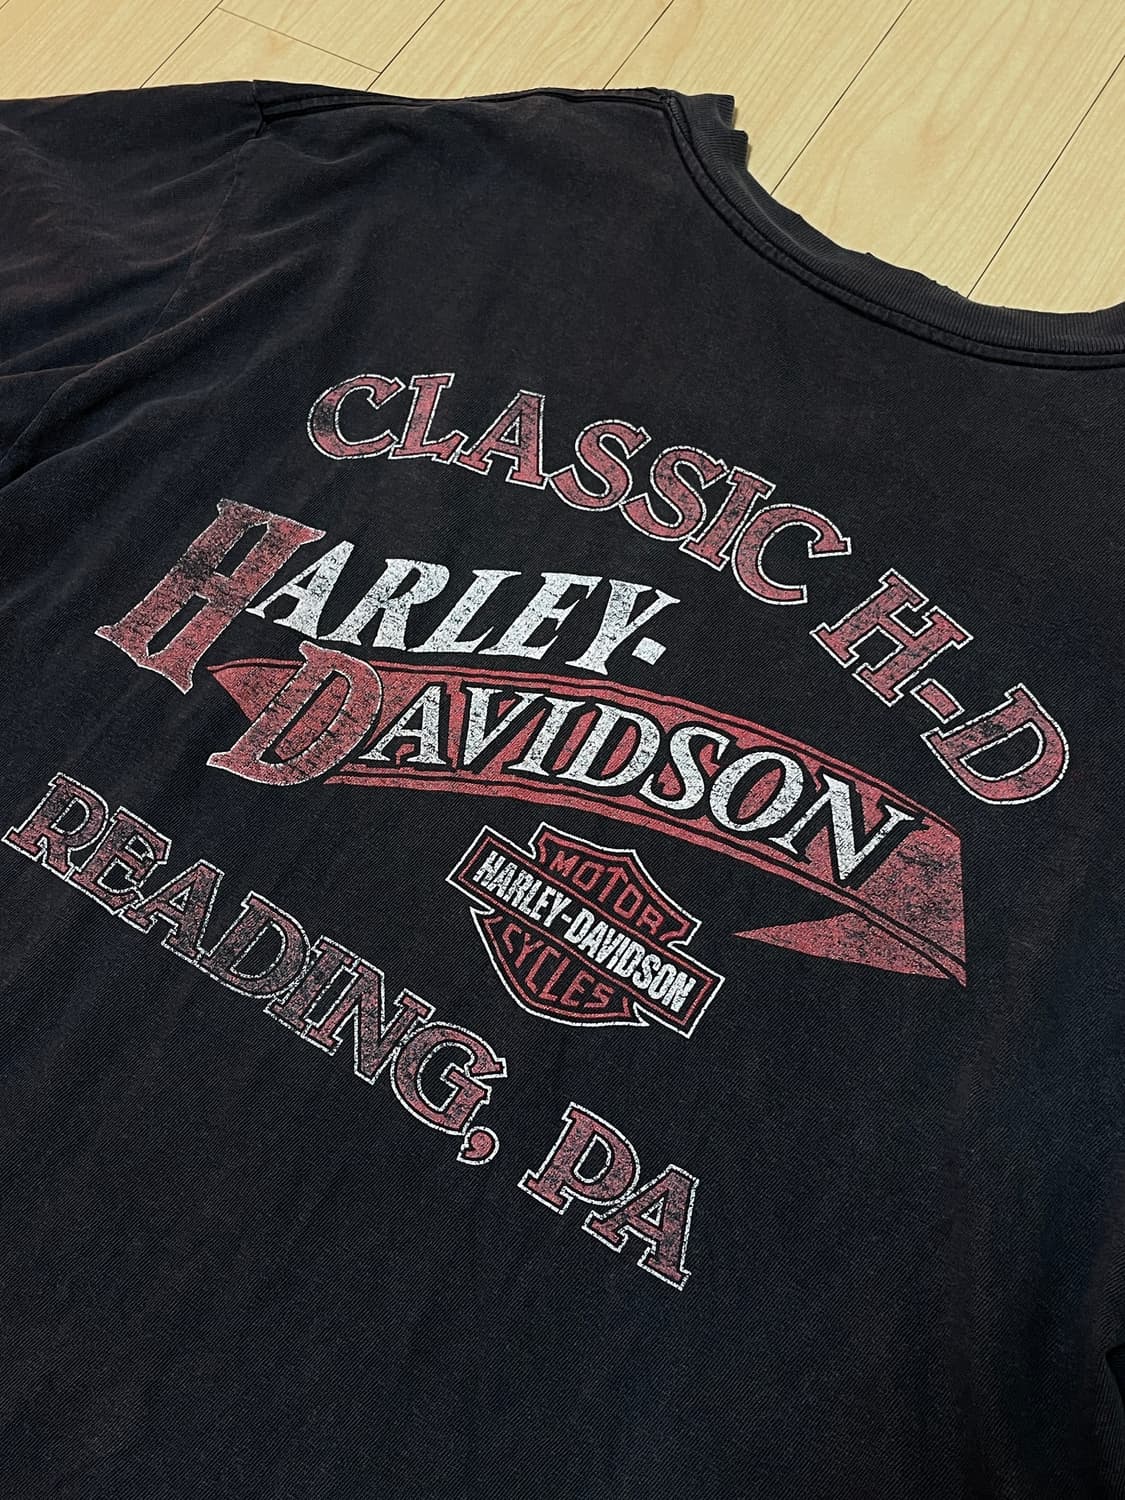 CLASSIC H-D
HARLEY-
DAVIDSON
MOTOR
HARLEY-DAVIDSON
CYCLES
READING, PA